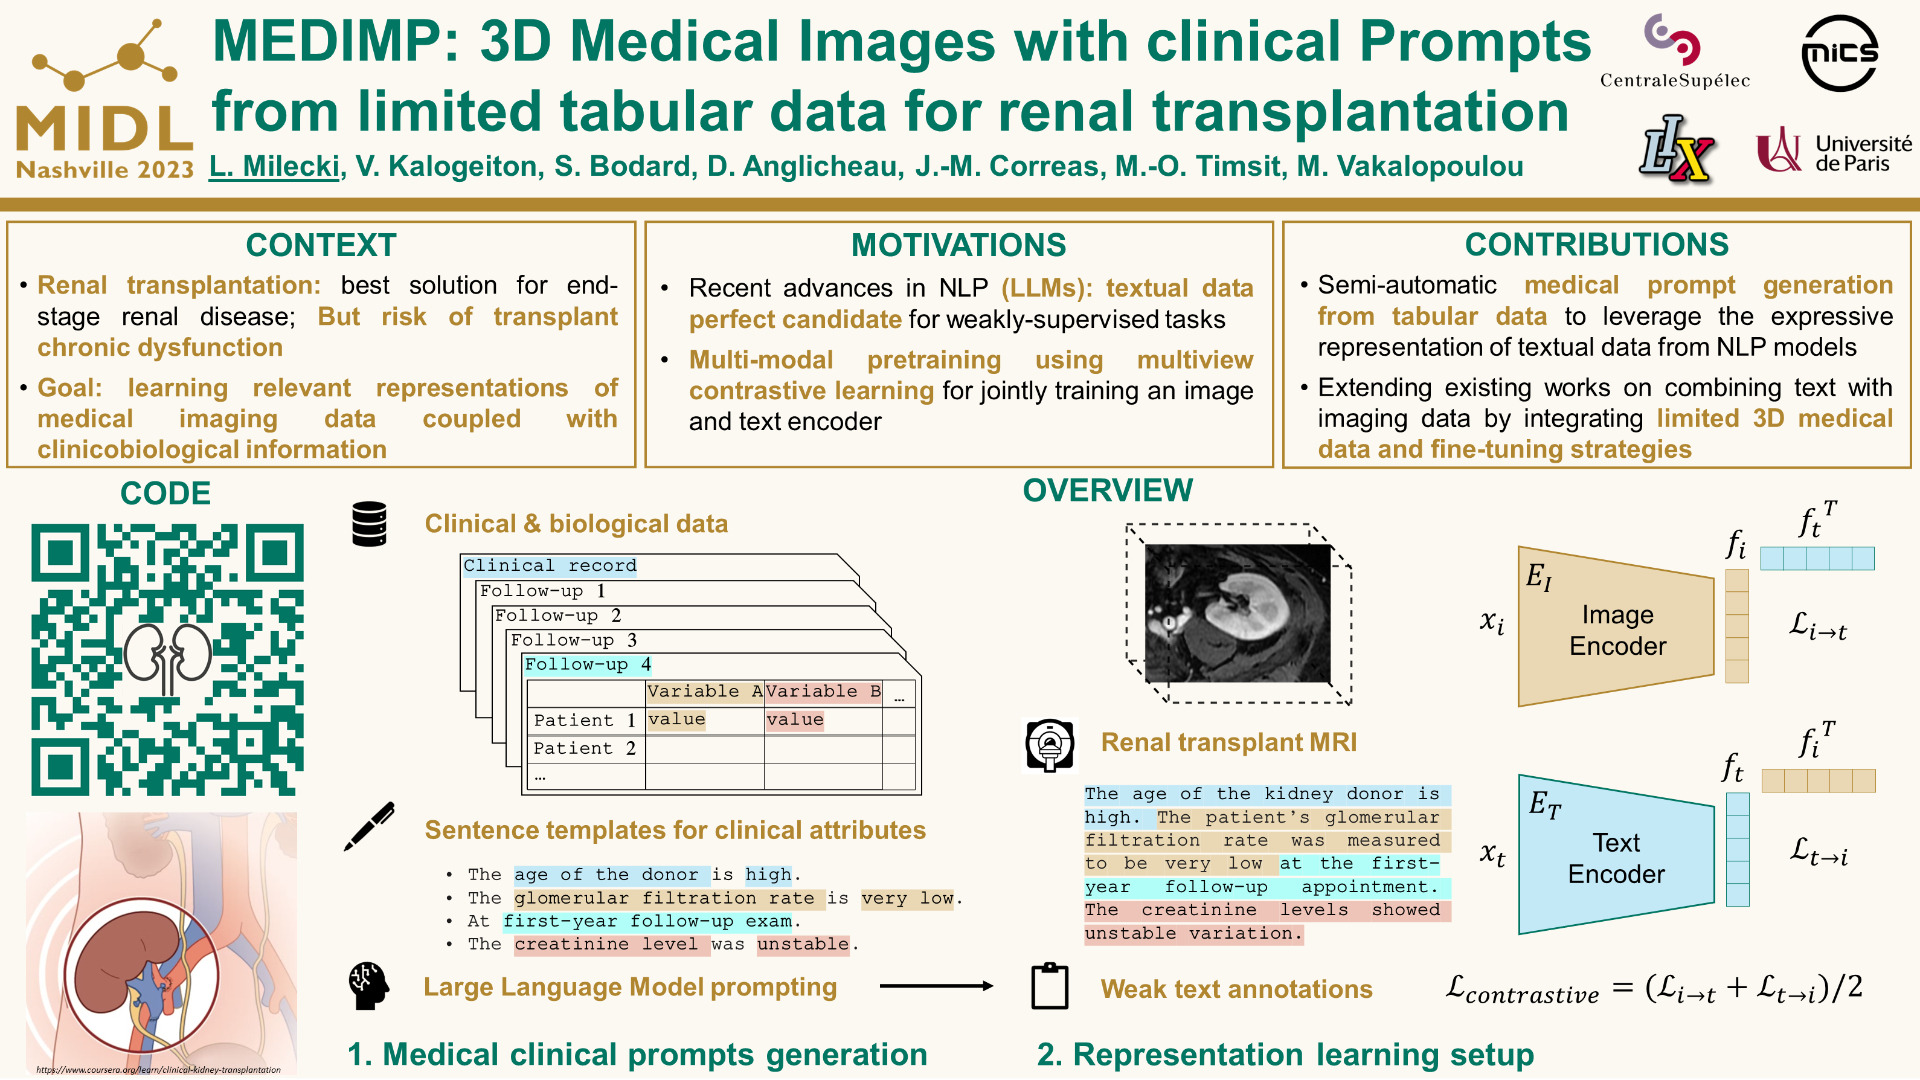 MIDL
Nashville 2023
MEDIMP: 3D Medical Images with clinical Prompts
from limited tabular data for renal transplantation
L. Milecki, V. Kalogeiton, S. Bodard, D. Anglicheau, J.-M. Correas, M.-O. Timsit, M. Vakalopoulou
CentraleSupélec
MICS
LIX
Université
de Paris
CONTEXT
• Renal transplantation: best solution for end-
stage renal disease; But risk of transplant
chronic dysfunction
• Goal: learning relevant representations of
medical imaging data coupled with
clinicobiological information
MOTIVATIONS
• Recent advances in NLP (LLMs): textual data
perfect candidate for weakly-supervised tasks
• Multi-modal pretraining using multiview
contrastive learning for jointly training an image
and text encoder
CONTRIBUTIONS
• Semi-automatic medical prompt generation
from tabular data to leverage the expressive
representation of textual data from NLP models
• Extending existing works on combining text with
imaging data by integrating limited 3D medical
data and fine-tuning strategies
CODE
https://www.coursera.org/learn/clinical-kidney-transplantation
OVERVIEW
Clinical & biological data
Clinical record
Follow-up 1
Follow-up 2
Follow-up 3
Follow-up 4
Variable A Variable B ...
Patient 1 value value
Patient 2
...
Sentence templates for clinical attributes
• The age of the donor is high.
• The glomerular filtration rate is very low.
• At first-year follow-up exam.
• The creatinine level was unstable.
Large Language Model prompting
1. Medical clinical prompts generation
Renal transplant MRI
The age of the kidney donor is
high. The patient's glomerular
filtration rate was measured
to be very low at the first-
year follow-up appointment.
The creatinine levels showed
unstable variation.
Weak text annotations
x_i
E_I
Image
Encoder
f_i
f_t^T
ℒ_{i→t}
x_t
E_T
Text
Encoder
f_t
f_i^T
ℒ_{t→i}
ℒ_{contrastive} = (ℒ_{i→t} + ℒ_{t→i})/2
2. Representation learning setup